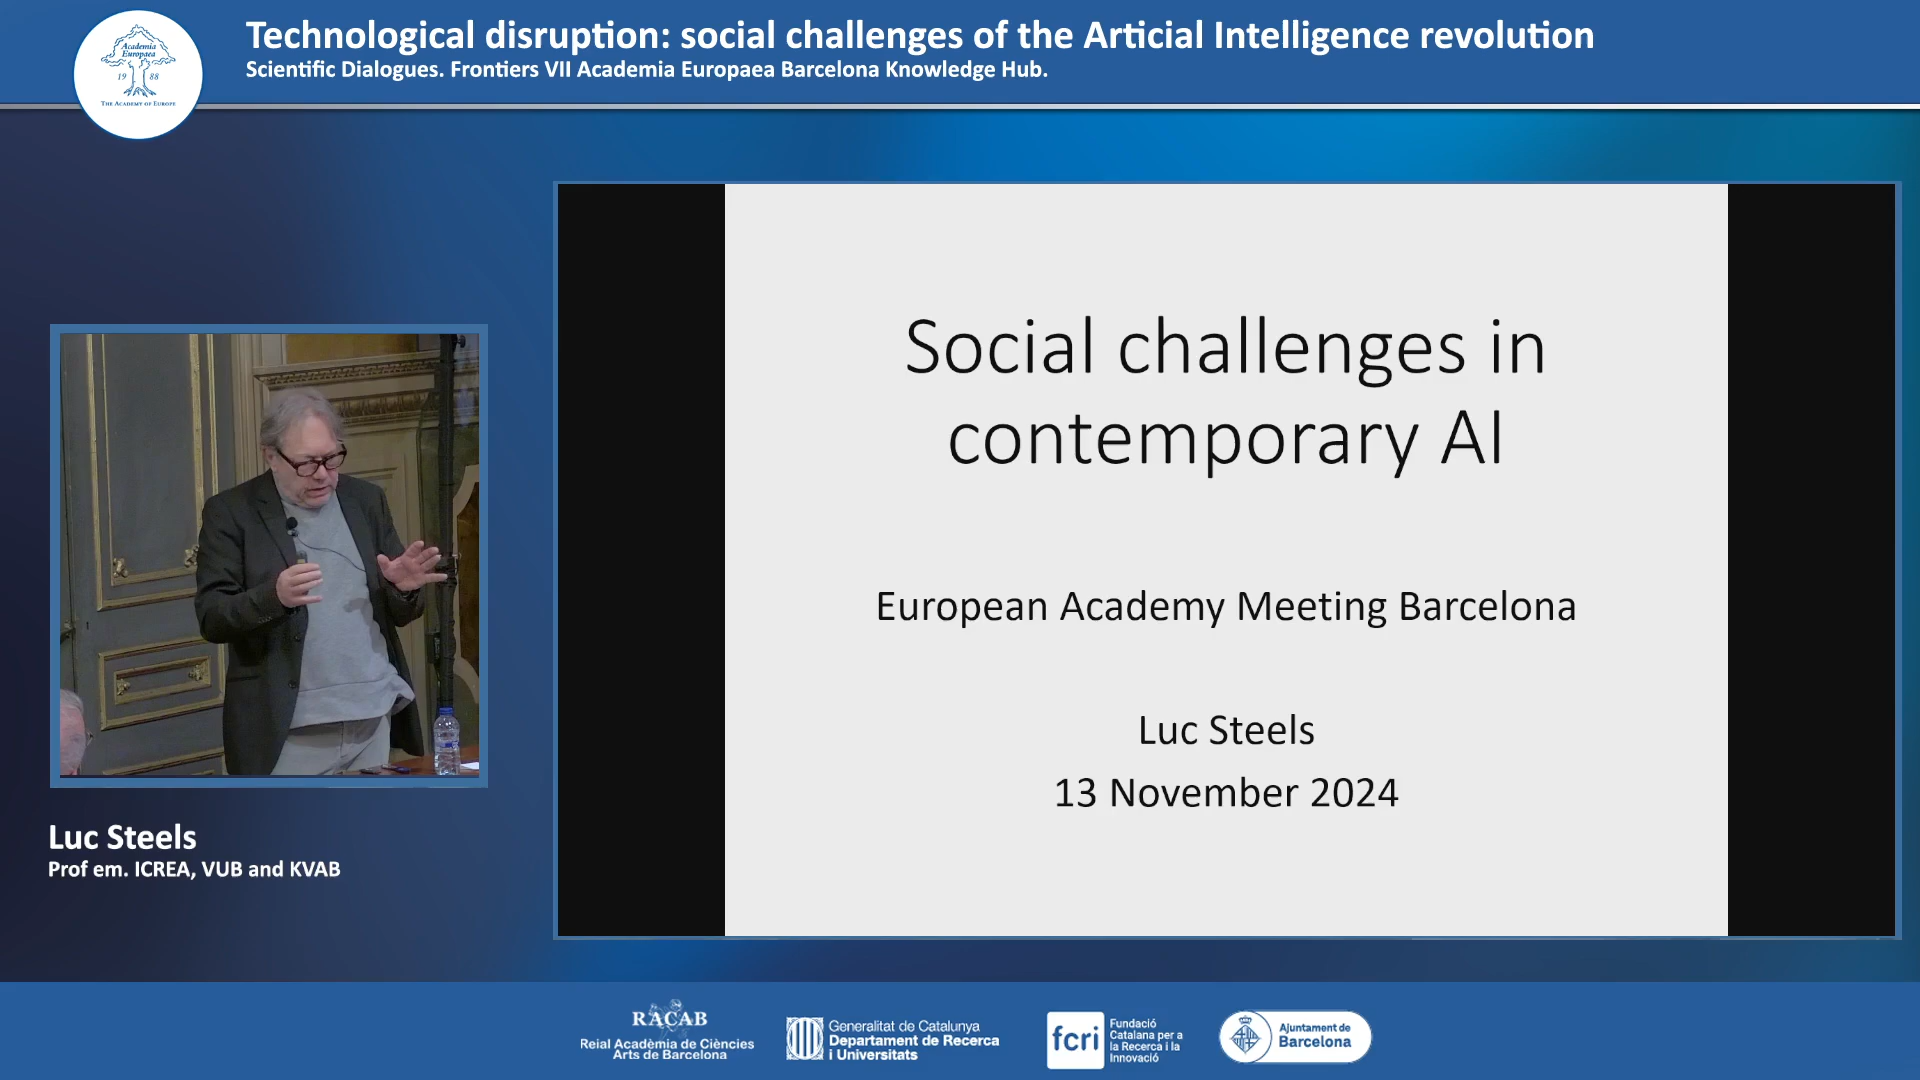 Technological disruption: social challenges of the Articial Intelligence revolution
Scientific Dialogues. Frontiers VII Academia Europaea Barcelona Knowledge Hub.
Academia
Europaea
19 88
THE ACADEMY OF EUROPE
Social challenges in
contemporary AI
European Academy Meeting Barcelona
Luc Steels
13 November 2024
Luc Steels
Prof em. ICREA, VUB and KVAB
RACAB
Reial Acadèmia de Ciències
Arts de Barcelona
Generalitat de Catalunya
Departament de Recerca
i Universitats
fcri
Fundació
Catalana per a
la Recerca i la
Innovació
Ajuntament de
Barcelona